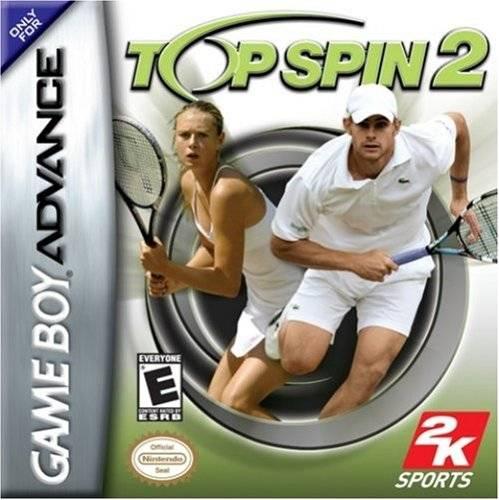 ONLY
FOR
GAME BOY ADVANCE
TOP SPIN 2
EVERYONE
E
CONTENT RATED BY
ESRB
Official
Nintendo
Seal
2K
SPORTS